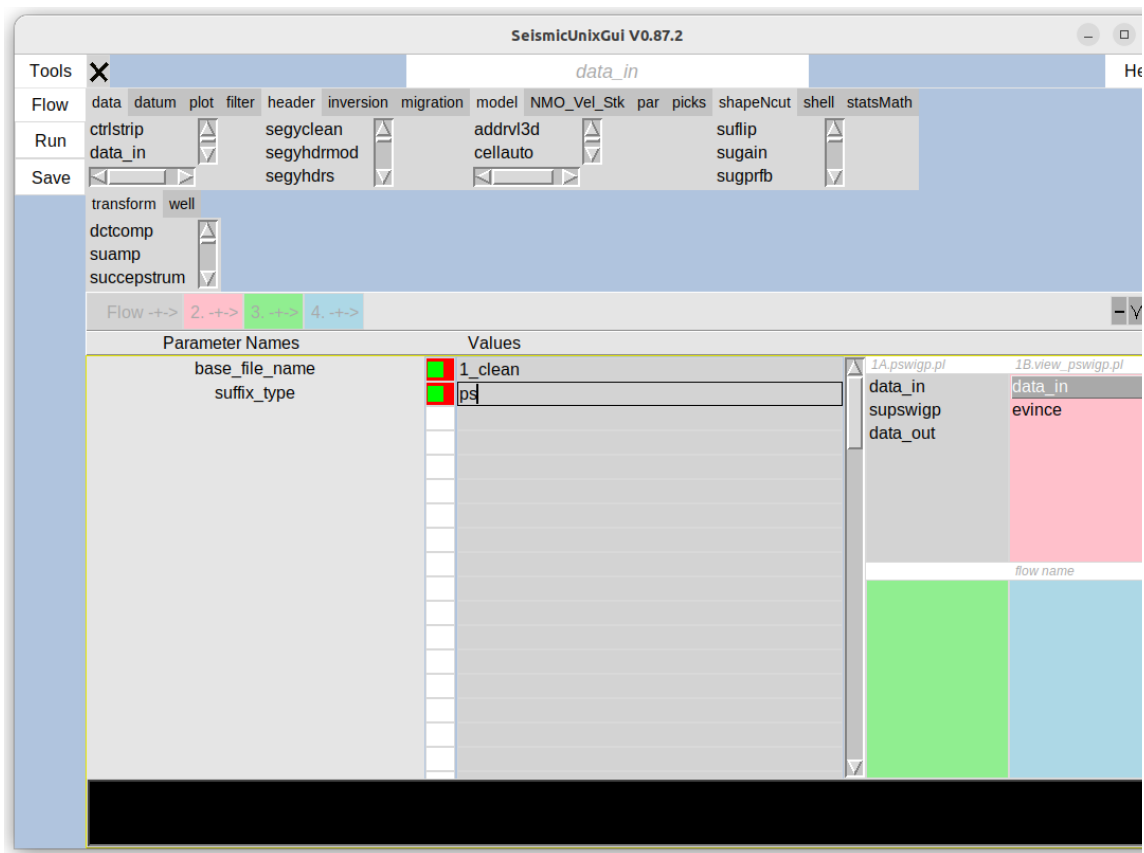 SeismicUnixGui V0.87.2
Tools data_in He
Flow data datum plot filter header inversion migration model NMO_Vel_Stk par picks shapeNcut shell statsMath
ctrlstrip segyclean addrvl3d suflip
Run
data_in segyhdrmod cellauto sugain
Save segyhdrs sugprfb
transform well
dctcomp
suamp
succepstrum
Flow -+-> 2. -+-> 3. -+-> 4. -+->
Parameter Names Values
base_file_name 1_clean 1A.pswigp.pl 1B.view_pswigp.pl
suffix_type ps data_in data_in
supswigp evince
data_out
flow name